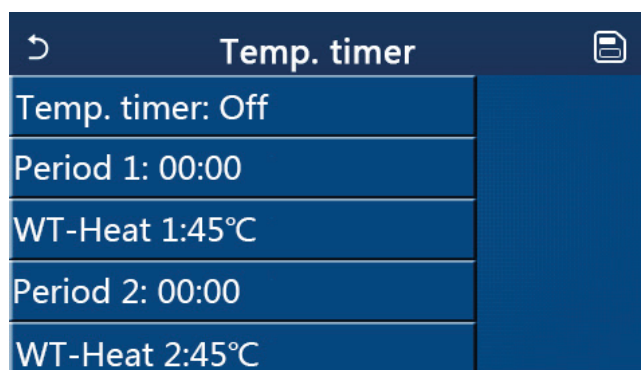 Temp. timer
Temp. timer: Off
Period 1: 00:00
WT-Heat 1:45℃
Period 2: 00:00
WT-Heat 2:45℃